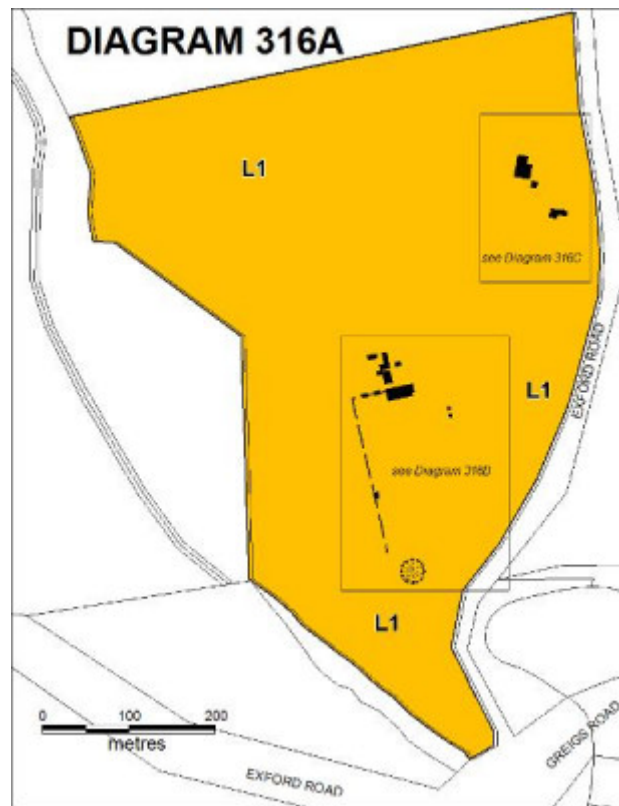 DIAGRAM 316A
L1
see Diagram 316C
EXFORD ROAD
L1
see Diagram 316B
L1
0 100 200
metres
GREIGS ROAD
EXFORD ROAD